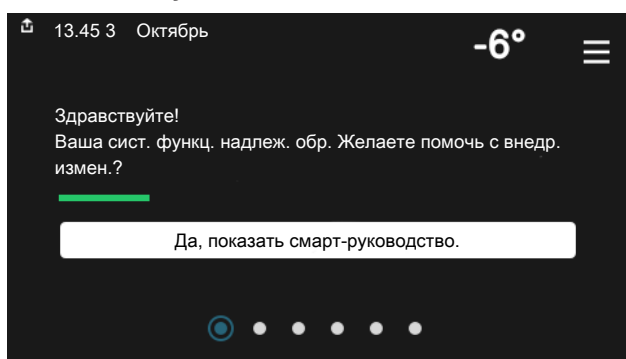 13.45 3 Октябрь
-6°
Здравствуйте!
Ваша сист. функц. надлеж. обр. Желаете помочь с внедр.
измен.?
Да, показать смарт-руководство.